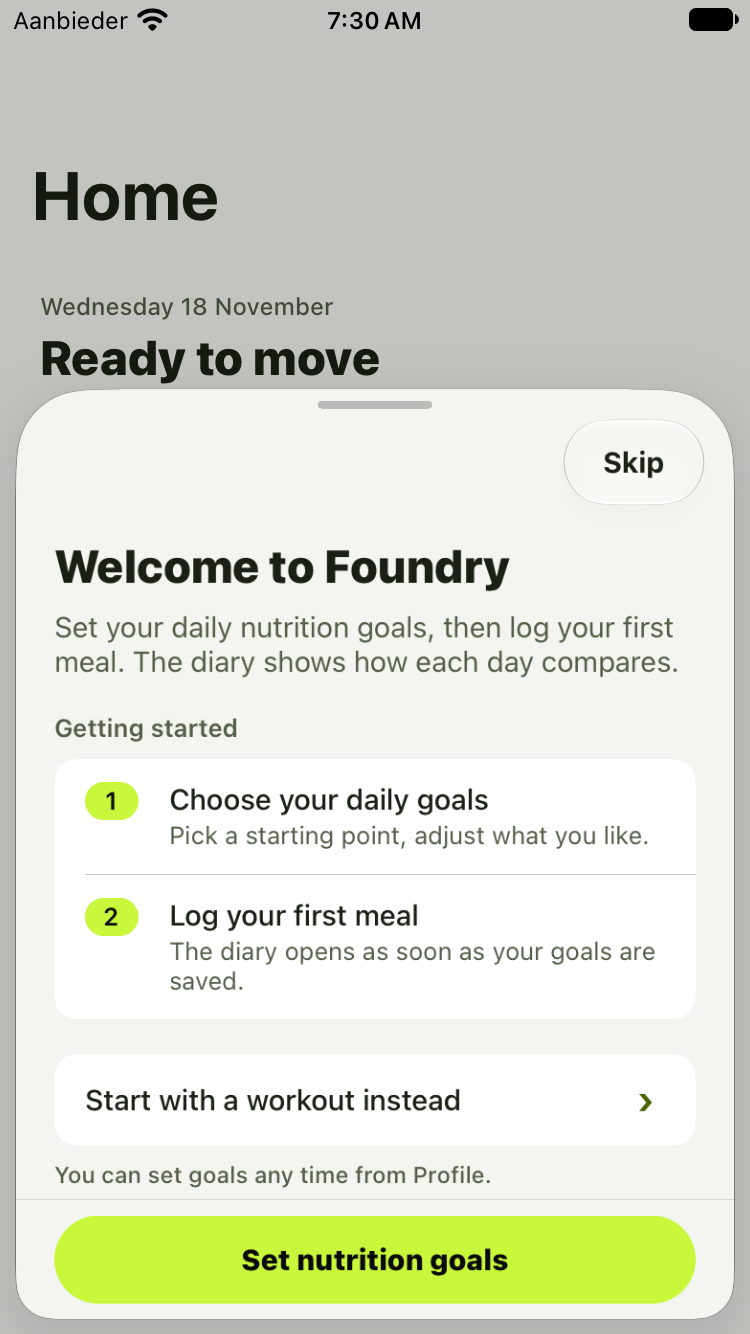 Aanbieder
7:30 AM
Home
Wednesday 18 November
Ready to move
Skip
Welcome to Foundry
Set your daily nutrition goals, then log your first
meal. The diary shows how each day compares.
Getting started
1
Choose your daily goals
Pick a starting point, adjust what you like.
2
Log your first meal
The diary opens as soon as your goals are
saved.
Start with a workout instead
You can set goals any time from Profile.
Set nutrition goals